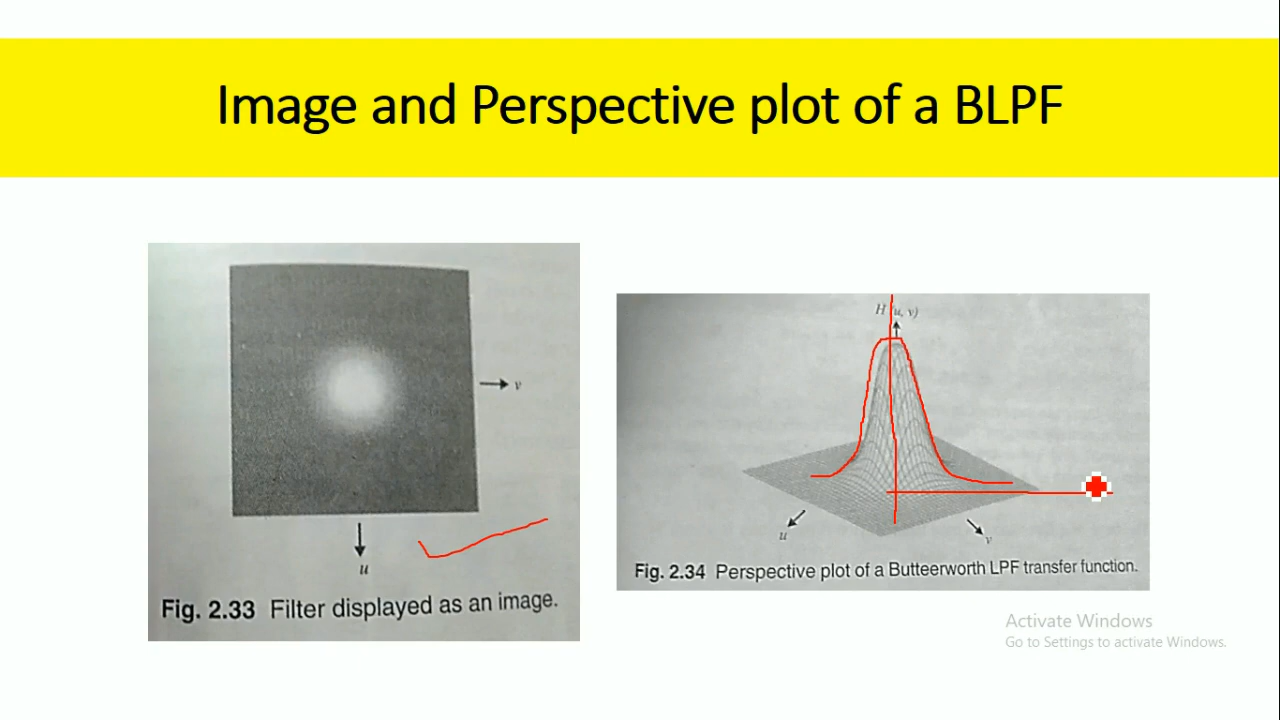 Image and Perspective plot of a BLPF
v
u
Fig. 2.33 Filter displayed as an image.
H (u, v)
u
v
Fig. 2.34 Perspective plot of a Butteerworth LPF transfer function.
Activate Windows
Go to Settings to activate Windows.